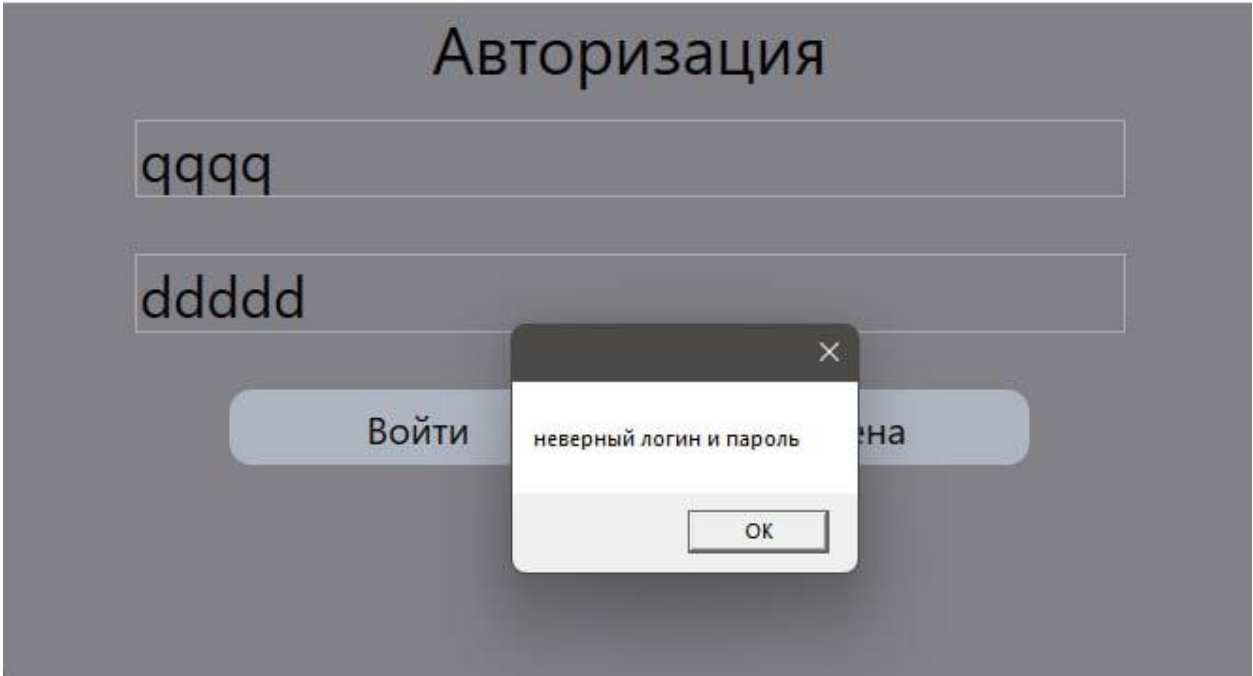 Авторизация
qqqq
ddddd
Войти
неверный логин и пароль
ена
OK